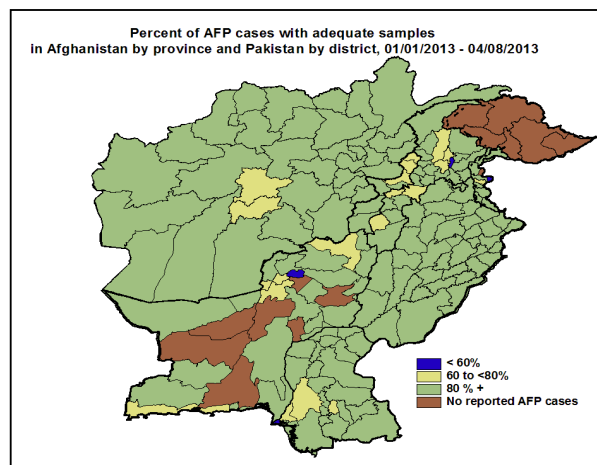 Percent of AFP cases with adequate samples
in Afghanistan by province and Pakistan by district, 01/01/2013 - 04/08/2013
< 60%
60 to <80%
80 % +
No reported AFP cases